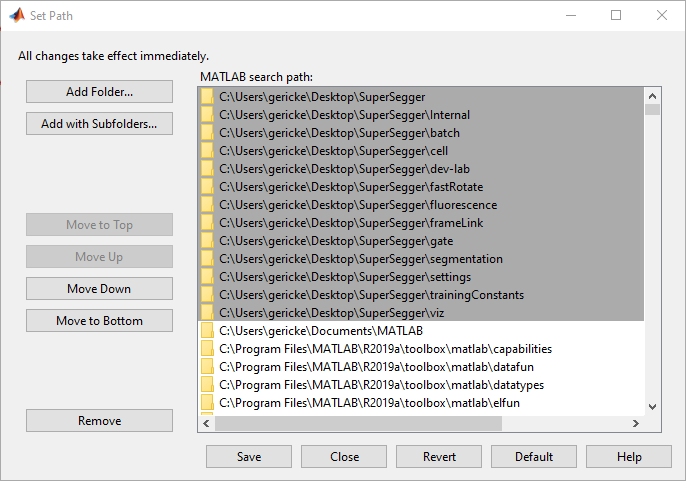 Set Path
All changes take effect immediately.
MATLAB search path:
Add Folder...
Add with Subfolders...
Move to Top
Move Up
Move Down
Move to Bottom
Remove
C:\Users\gericke\Desktop\SuperSegger
C:\Users\gericke\Desktop\SuperSegger\Internal
C:\Users\gericke\Desktop\SuperSegger\batch
C:\Users\gericke\Desktop\SuperSegger\cell
C:\Users\gericke\Desktop\SuperSegger\dev-lab
C:\Users\gericke\Desktop\SuperSegger\fastRotate
C:\Users\gericke\Desktop\SuperSegger\fluorescence
C:\Users\gericke\Desktop\SuperSegger\frameLink
C:\Users\gericke\Desktop\SuperSegger\gate
C:\Users\gericke\Desktop\SuperSegger\segmentation
C:\Users\gericke\Desktop\SuperSegger\settings
C:\Users\gericke\Desktop\SuperSegger\trainingConstants
C:\Users\gericke\Desktop\SuperSegger\viz
C:\Users\gericke\Documents\MATLAB
C:\Program Files\MATLAB\R2019a\toolbox\matlab\capabilities
C:\Program Files\MATLAB\R2019a\toolbox\matlab\datafun
C:\Program Files\MATLAB\R2019a\toolbox\matlab\datatypes
C:\Program Files\MATLAB\R2019a\toolbox\matlab\elfun
Save
Close
Revert
Default
Help